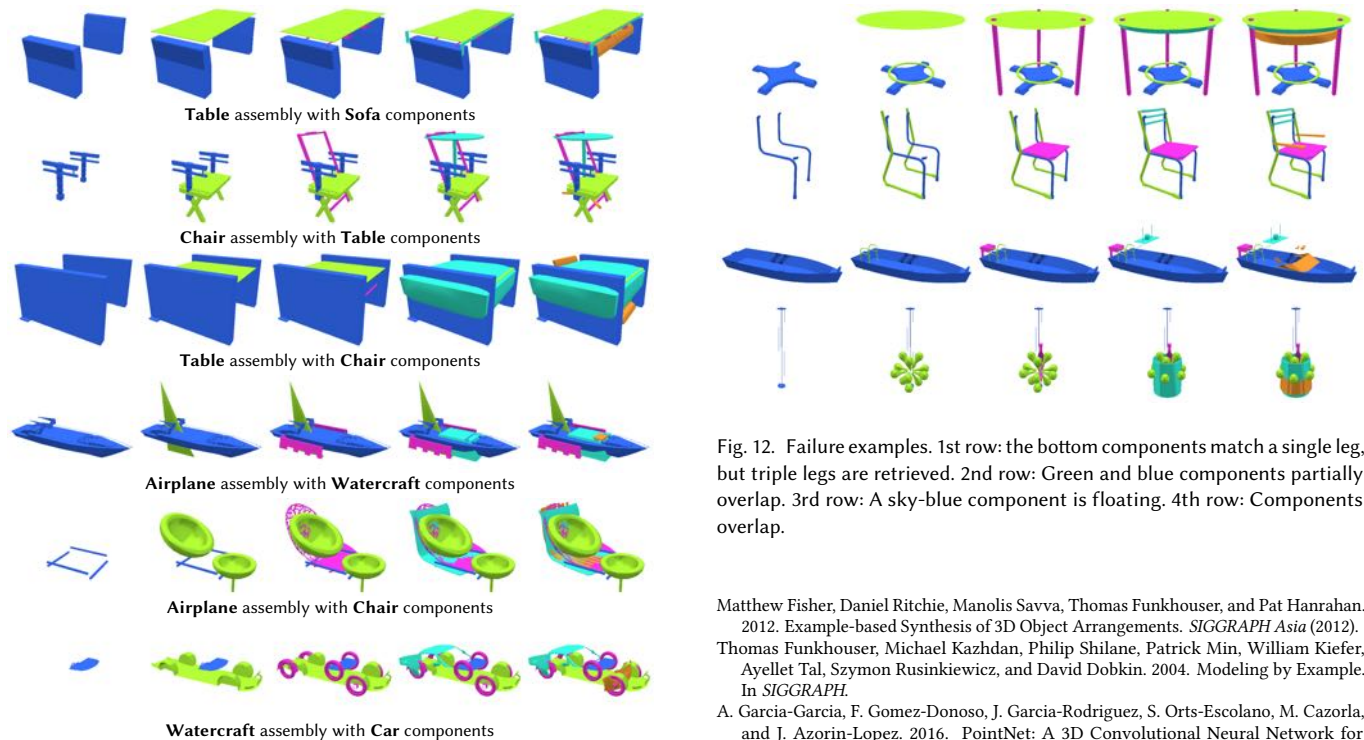 Table assembly with Sofa components
Chair assembly with Table components
Table assembly with Chair components
Airplane assembly with Watercraft components
Airplane assembly with Chair components
Watercraft assembly with Car components
Fig. 12. Failure examples. 1st row: the bottom components match a single leg,
but triple legs are retrieved. 2nd row: Green and blue components partially
overlap. 3rd row: A sky-blue component is floating. 4th row: Components
overlap.
Matthew Fisher, Daniel Ritchie, Manolis Savva, Thomas Funkhouser, and Pat Hanrahan.
2012. Example-based Synthesis of 3D Object Arrangements. SIGGRAPH Asia (2012).
Thomas Funkhouser, Michael Kazhdan, Philip Shilane, Patrick Min, William Kiefer,
Ayellet Tal, Szymon Rusinkiewicz, and David Dobkin. 2004. Modeling by Example.
In SIGGRAPH.
A. Garcia-Garcia, F. Gomez-Donoso, J. Garcia-Rodriguez, S. Orts-Escolano, M. Cazorla,
and J. Azorin-Lopez. 2016. PointNet: A 3D Convolutional Neural Network for